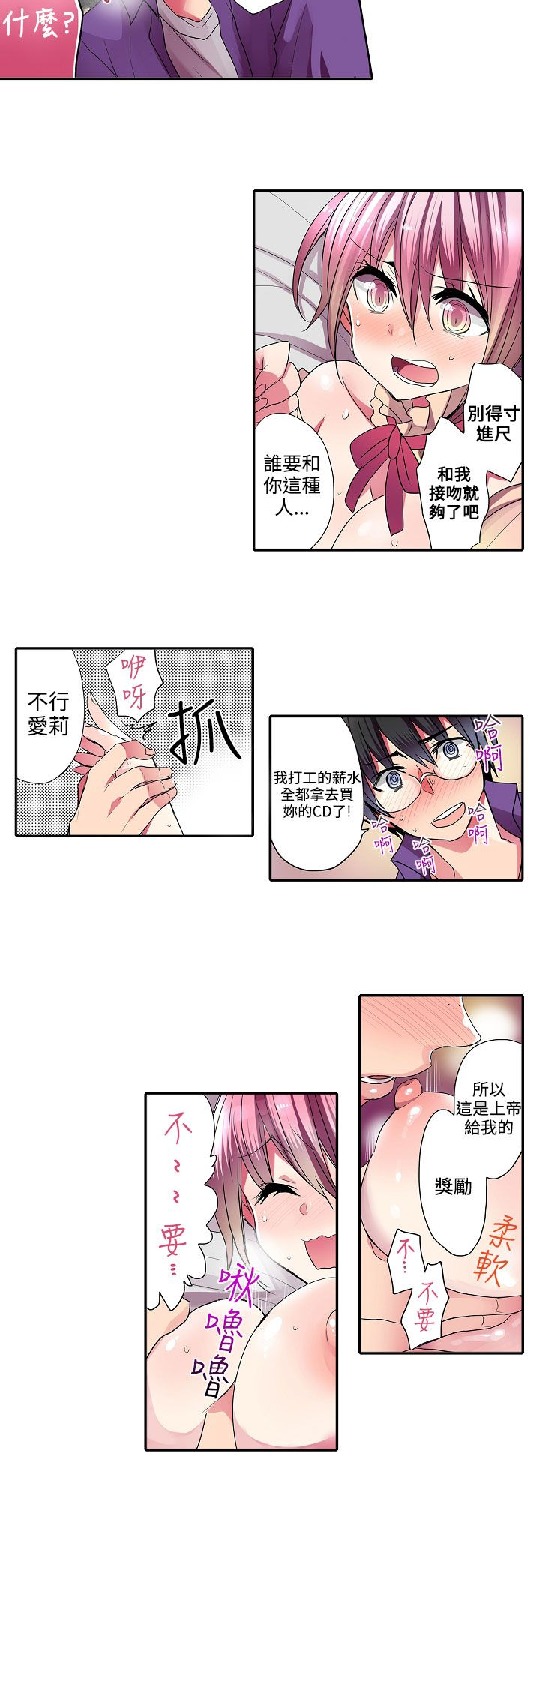 什麼?
別得寸
進尺
和我
接吻就
夠了吧
誰要和
你這種
人…
咿
呀
不行
愛莉
抓
哈
啊
我打工的薪水
全都拿去買
妳的CD了!
哈
啊
哈
啊
哈
啊
所以
這是上帝
給我的
獎勵
柔
軟
不…
不
要
不
~
~
要
…
啾
嚕
嚕